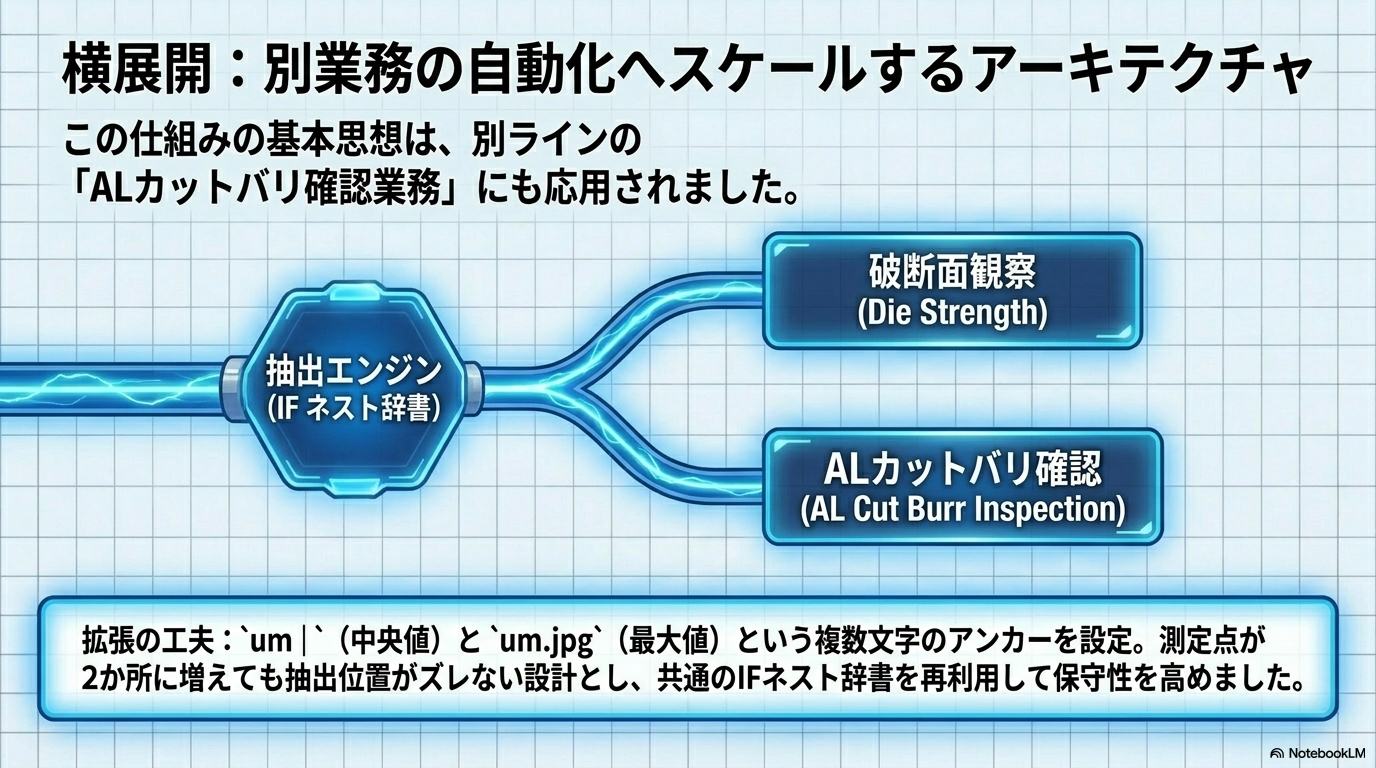 横展開：別業務の自動化へスケールするアーキテクチャ
この仕組みの基本思想は、別ラインの
「ALカットバリ確認業務」にも応用されました。
抽出エンジン
(IF ネスト辞書)
破断面観察
(Die Strength)
ALカットバリ確認
(AL Cut Burr Inspection)
拡張の工夫：`um | `（中央値）と `um.jpg`（最大値）という複数文字のアンカーを設定。測定点が
2か所に増えても抽出位置がズレない設計とし、共通のIFネスト辞書を再利用して保守性を高めました。
NotebookLM